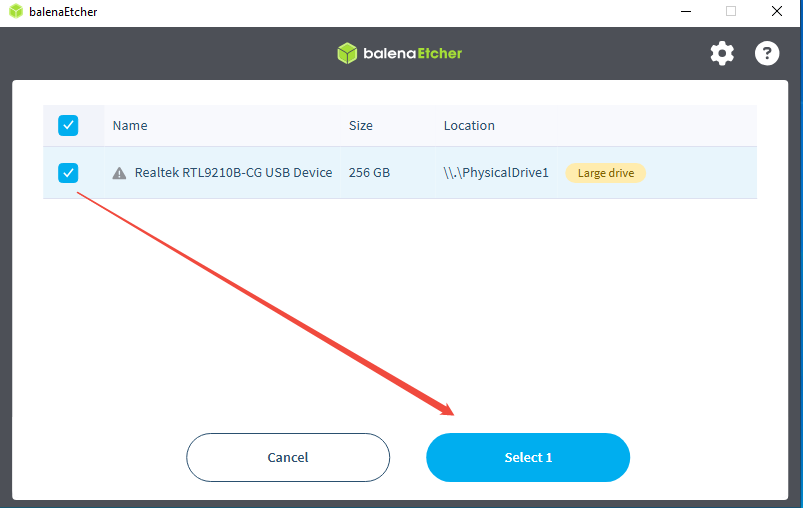 balenaEtcher
balenaEtcher
Name Size Location
Realtek RTL9210B-CG USB Device 256 GB \\.\PhysicalDrive1 Large drive
Cancel Select 1